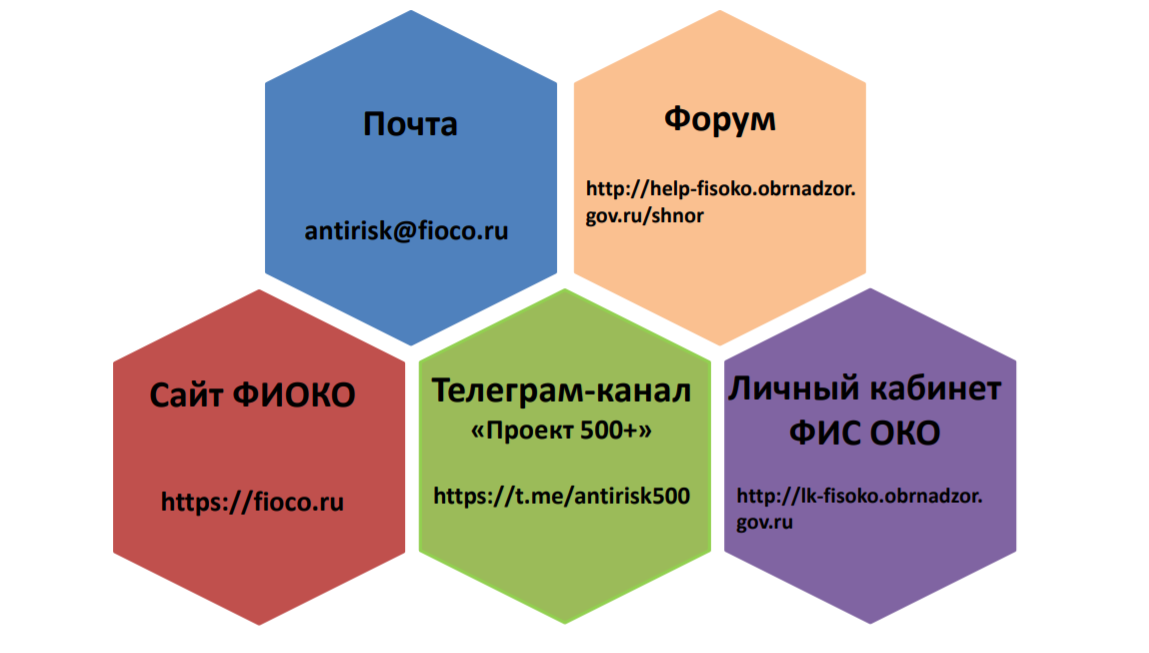 Почта
antirisk@fioco.ru
Форум
http://help-fisoko.obrnadzor.
gov.ru/shnor
Сайт ФИОКО
https://fioco.ru
Телеграм-канал
«Проект 500+»
https://t.me/antirisk500
Личный кабинет
ФИС ОКО
http://lk-fisoko.obrnadzor.
gov.ru